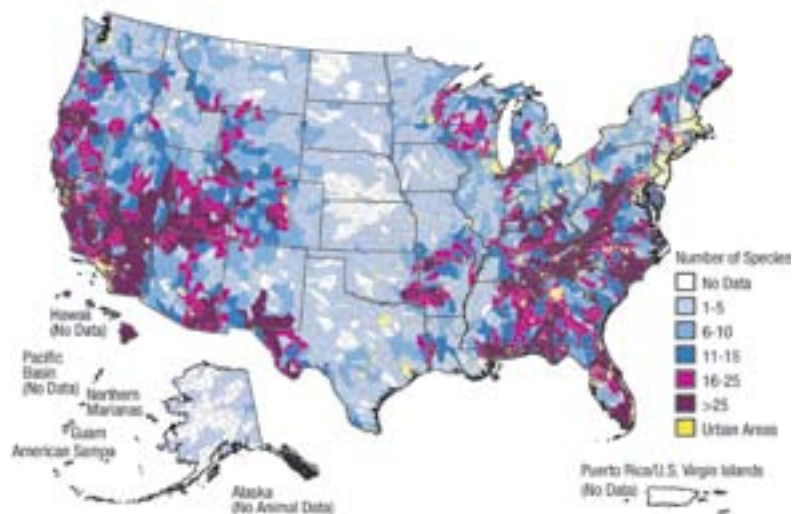 Number of Species
No Data
1-5
6-10
11-15
16-25
>25
Urban Areas
Hawaii
(No Data)
Pacific
Basin
(No Data)
Northern
Marianas
Guam
American Samoa
Alaska
(No Animal Data)
Puerto Rico/U.S. Virgin Islands
(No Data)